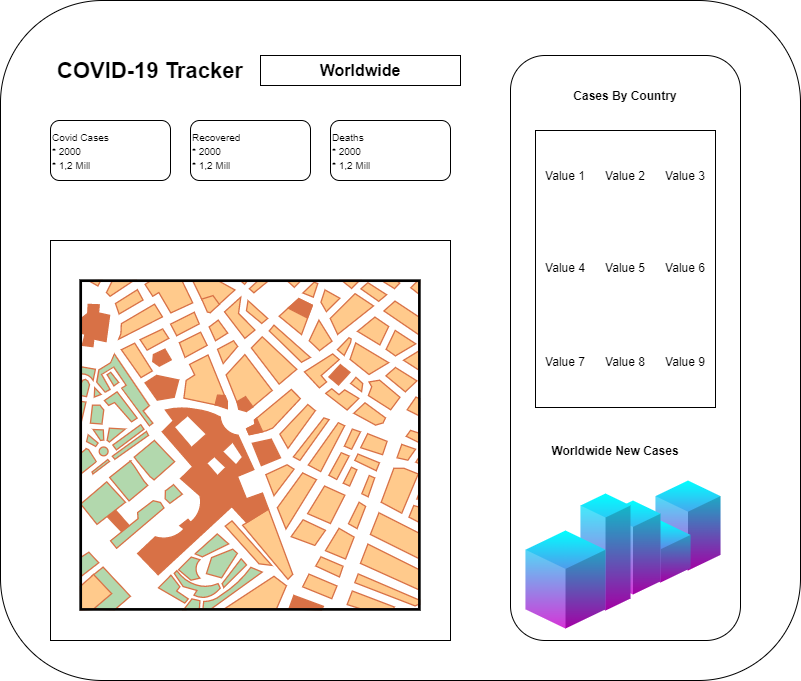 COVID-19 Tracker
Worldwide
Covid Cases
* 2000
* 1,2 Mill
Recovered
* 2000
* 1,2 Mill
Deaths
* 2000
* 1,2 Mill
Cases By Country
Value 1 Value 2 Value 3
Value 4 Value 5 Value 6
Value 7 Value 8 Value 9
Worldwide New Cases